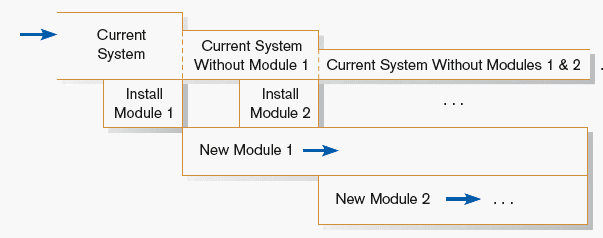 Current
System
Current System
Without Module 1
Current System Without Modules 1 & 2
. . .
Install
Module 1
Install
Module 2
New Module 1
New Module 2
. . .